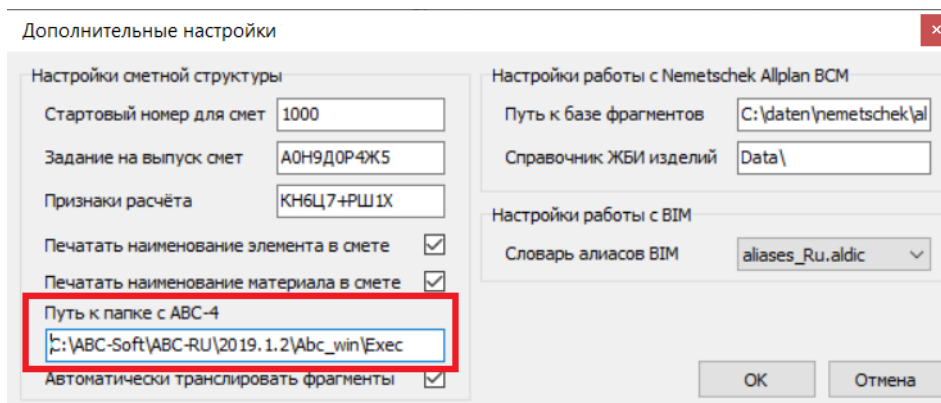 Дополнительные настройки
Настройки сметной структуры
Стартовый номер для смет 1000
Задание на выпуск смет А0Н9Д0Р4Ж5
Признаки расчёта КН6Ц7+РШ1Х
Печатать наименование элемента в смете
Печатать наименование материала в смете
Путь к папке с АВС-4
C:\ABC-Soft\ABC-RU\2019.1.2\Abc_win\Exec
Автоматически транслировать фрагменты
Настройки работы с Nemetschek Allplan BCM
Путь к базе фрагментов C:\daten\nemetschek\al
Справочник ЖБИ изделий Data\
Настройки работы с BIM
Словарь алиасов BIM aliases_Ru.aldic
ОК Отмена